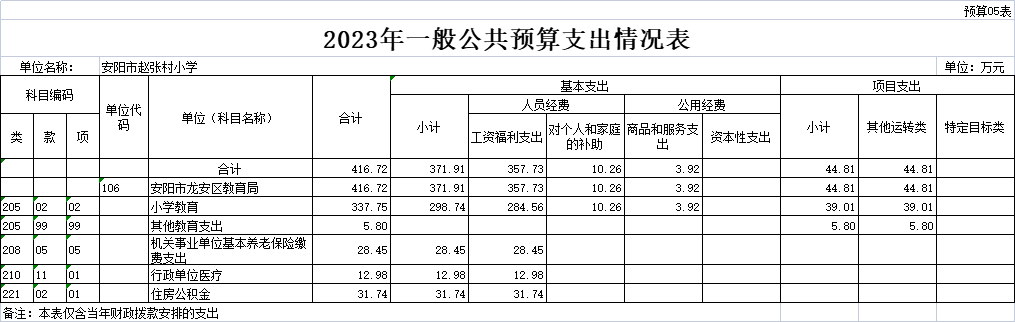 预算05表
2023年一般公共预算支出情况表
单位名称： 安阳市赵张村小学 单位：万元
科目编码 单位代码 单位（科目名称） 合计 基本支出 项目支出
小计 人员经费 公用经费 小计 其他运转类 特定目标类
类 款 项 工资福利支出 对个人和家庭的补助 商品和服务支出 资本性支出
合计 416.72 371.91 357.73 10.26 3.92 44.81 44.81
106 安阳市龙安区教育局 416.72 371.91 357.73 10.26 3.92 44.81 44.81
205 02 02 小学教育 337.75 298.74 284.56 10.26 3.92 39.01 39.01
205 99 99 其他教育支出 5.80 5.80 5.80
208 05 05 机关事业单位基本养老保险缴费支出 28.45 28.45 28.45
210 11 01 行政单位医疗 12.98 12.98 12.98
221 02 01 住房公积金 31.74 31.74 31.74
备注：本表仅含当年财政拨款安排的支出